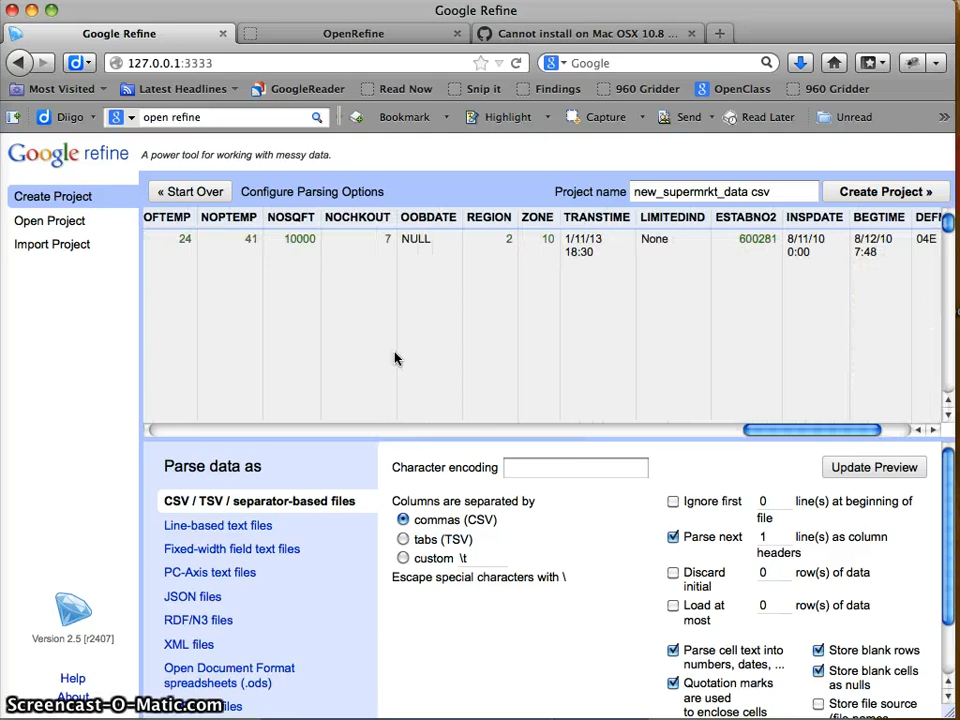 Google Refine
Google Refine OpenRefine Cannot install on Mac OSX 10.8 ...
127.0.0.1:3333 Google
Most Visited Latest Headlines GoogleReader Read Now Snip it Findings 960 Gridder OpenClass 960 Gridder
Diigo open refine Bookmark Highlight Capture Send Read Later Unread
Google refine A power tool for working with messy data.
Create Project « Start Over Configure Parsing Options Project name new_supermrkt_data csv Create Project »
Open Project
Import Project
OFTEMP NOPTEMP NOSQFT NOCHKOUT OOBDATE REGION ZONE TRANSTIME LIMITEDIND ESTABNO2 INSPDATE BEGTIME DEFI
24 41 10000 7 NULL 2 10 1/11/13 None 600281 8/11/10 8/12/10 04E
18:30 0:00 7:48
Parse data as
CSV / TSV / separator-based files
Line-based text files
Fixed-width field text files
PC-Axis text files
JSON files
RDF/N3 files
XML files
Open Document Format
spreadsheets (.ods)
Character encoding Update Preview
Columns are separated by
commas (CSV)
tabs (TSV)
custom \t
Escape special characters with \
Ignore first 0 line(s) at beginning of
file
Parse next 1 line(s) as column
headers
Discard 0 row(s) of data
initial
Load at 0 row(s) of data
most
Parse cell text into
numbers, dates, ...
Quotation marks
are used
to enclose cells
Store blank rows
Store blank cells
as nulls
Store file source
Version 2.5 [r2407]
Help
About
Screencast-O-Matic.com